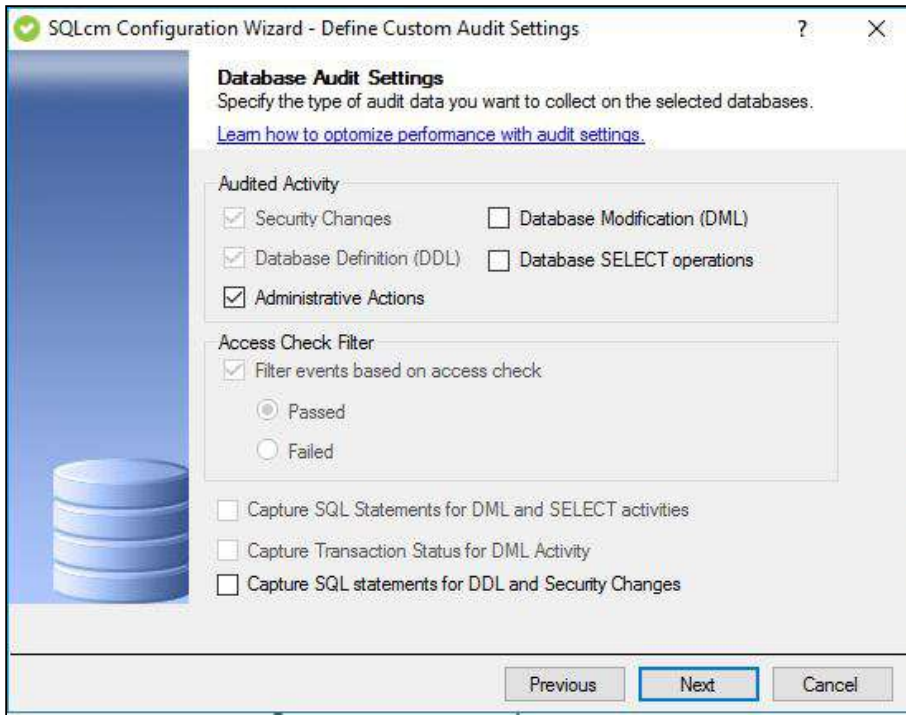 SQLcm Configuration Wizard - Define Custom Audit Settings ? X
Database Audit Settings
Specify the type of audit data you want to collect on the selected databases.
Learn how to optomize performance with audit settings.
Audited Activity
Security Changes Database Modification (DML)
Database Definition (DDL) Database SELECT operations
Administrative Actions
Access Check Filter
Filter events based on access check
Passed
Failed
Capture SQL Statements for DML and SELECT activities
Capture Transaction Status for DML Activity
Capture SQL statements for DDL and Security Changes
Previous Next Cancel